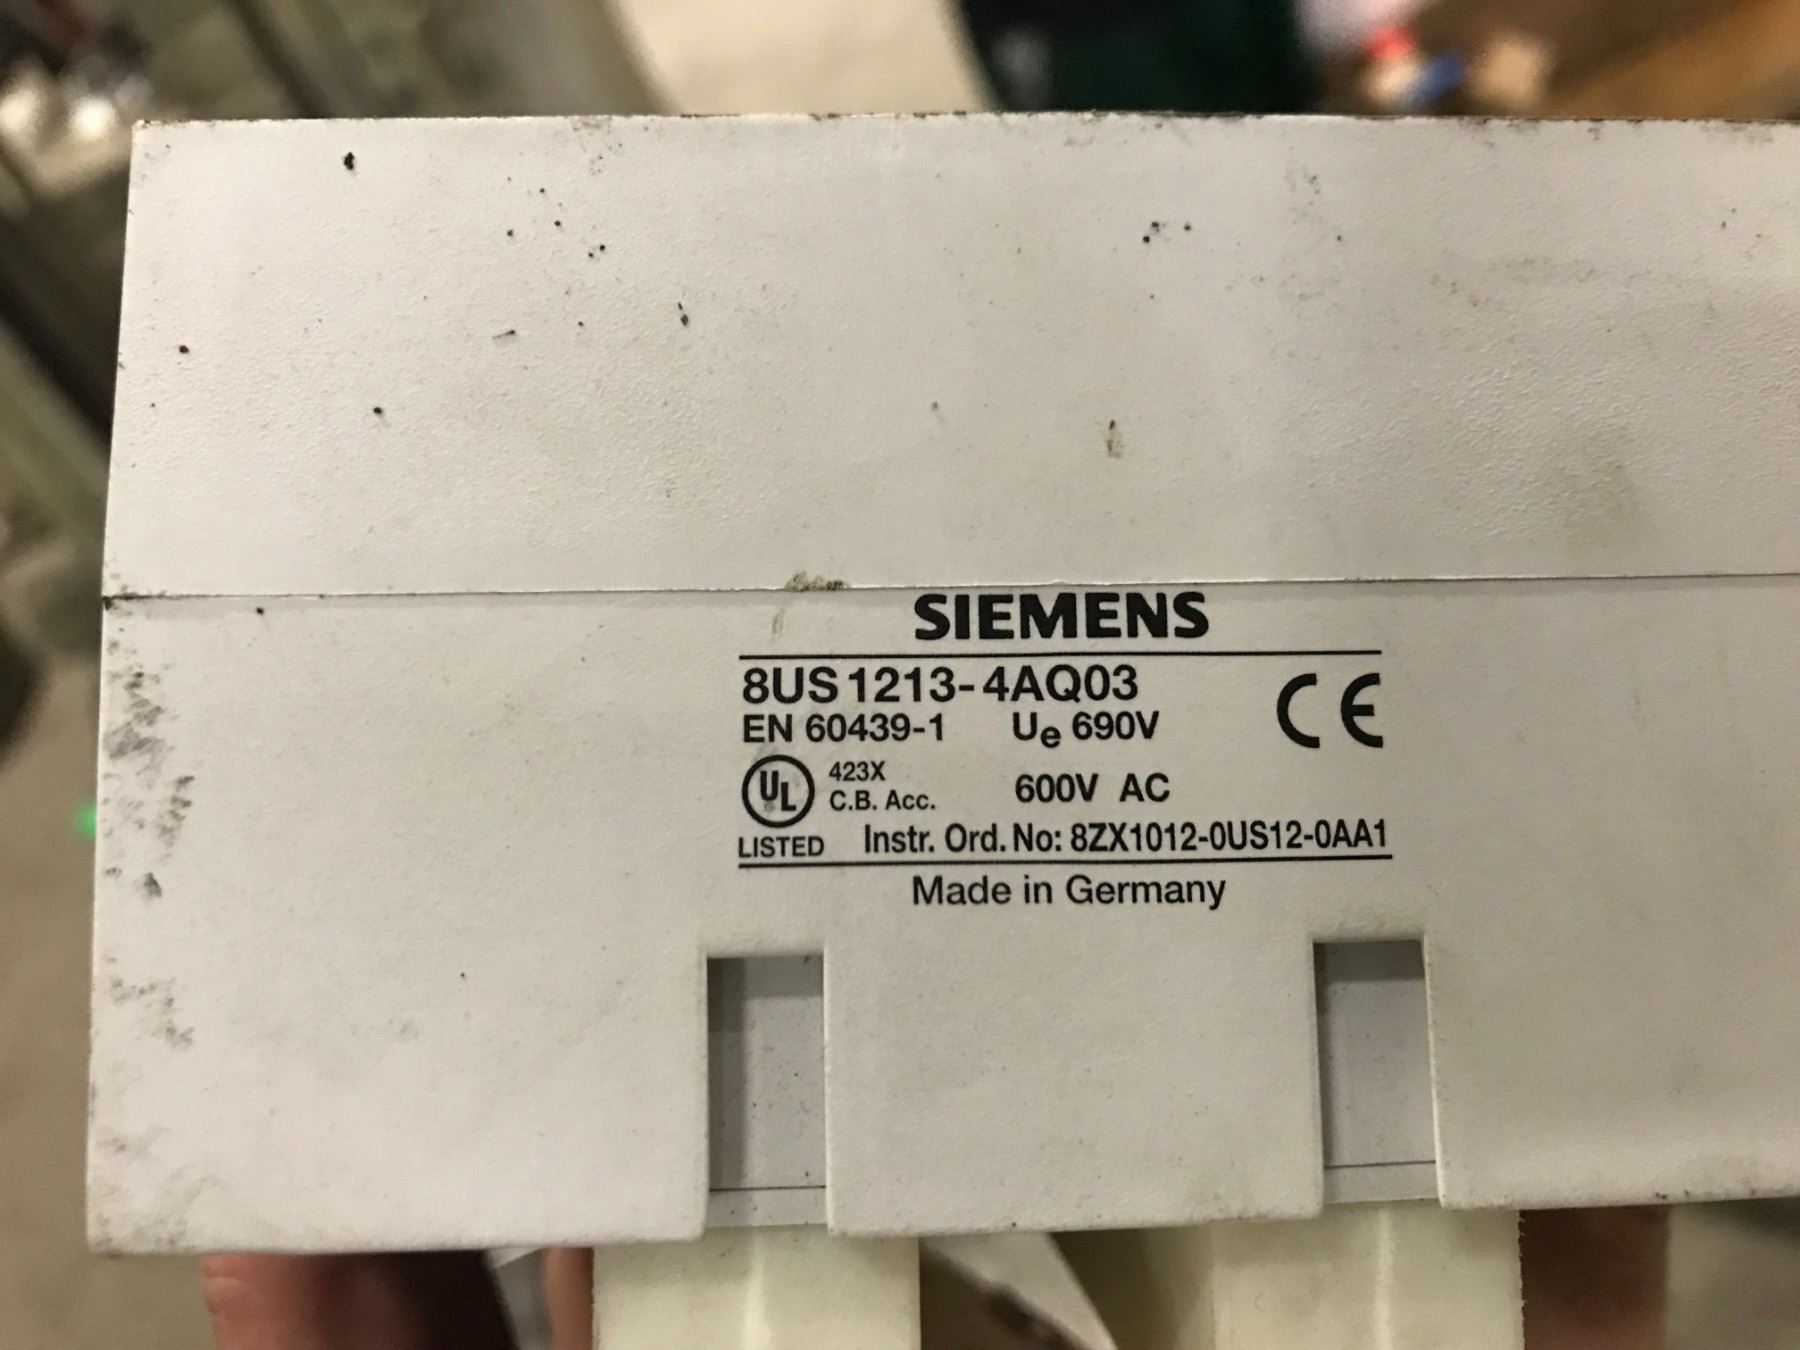 SIEMENS
8US1213-4AQ03
EN 60439-1 Ue 690V
CE
UL 423X
C.B. Acc. 600V AC
LISTED Instr. Ord. No: 8ZX1012-0US12-0AA1
Made in Germany